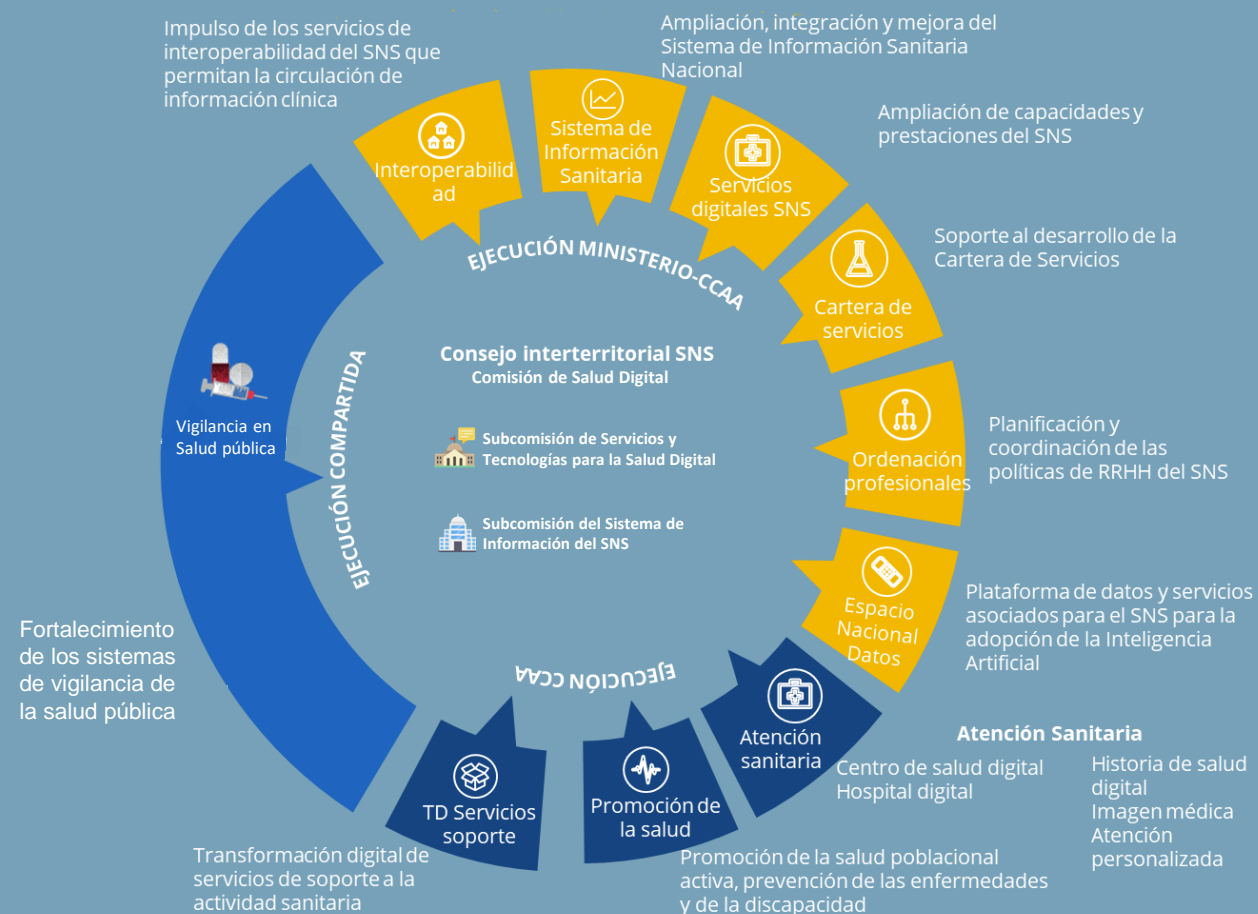 Impulso de los servicios de
interoperabilidad del SNS que
permitan la circulación de
información clínica
Ampliación, integración y mejora del
Sistema de Información Sanitaria
Nacional
Ampliación de capacidades y
prestaciones del SNS
Interoperabilid
ad
Sistema de
Información
Sanitaria
Servicios
digitales SNS
Soporte al desarrollo de la
Cartera de Servicios
Cartera de
servicios
EJECUCIÓN MINISTERIO-CCAA
Consejo interterritorial SNS
Comisión de Salud Digital
Subcomisión de Servicios y
Tecnologías para la Salud Digital
Subcomisión del Sistema de
Información del SNS
EJECUCIÓN COMPARTIDA
Vigilancia en
Salud pública
Fortalecimiento
de los sistemas
de vigilancia de
la salud pública
Ordenación
profesionales
Planificación y
coordinación de las
políticas de RRHH del SNS
Espacio
Nacional
Datos
Plataforma de datos y servicios
asociados para el SNS para la
adopción de la Inteligencia
Artificial
EJECUCIÓN CCAA
Atención
sanitaria
Atención Sanitaria
Centro de salud digital
Hospital digital
Historia de salud
digital
Imagen médica
Atención
personalizada
Promoción de
la salud
Promoción de la salud poblacional
activa, prevención de las enfermedades
y de la discapacidad
TD Servicios
soporte
Transformación digital de
servicios de soporte a la
actividad sanitaria